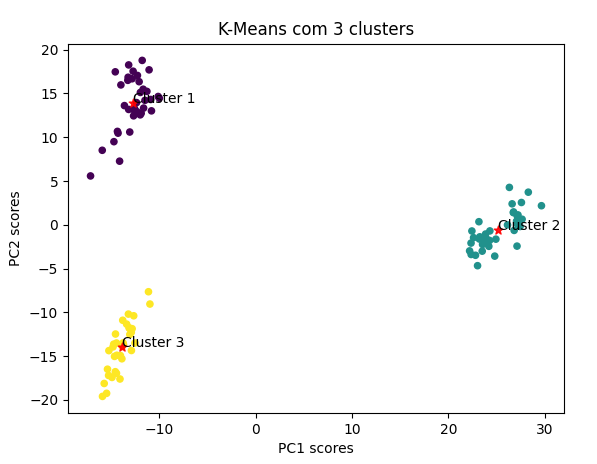 K-Means com 3 clusters
20
15
10
5
0
−5
−10
−15
−20
PC2 scores
Cluster 1
Cluster 2
Cluster 3
−10
0
10
20
30
PC1 scores